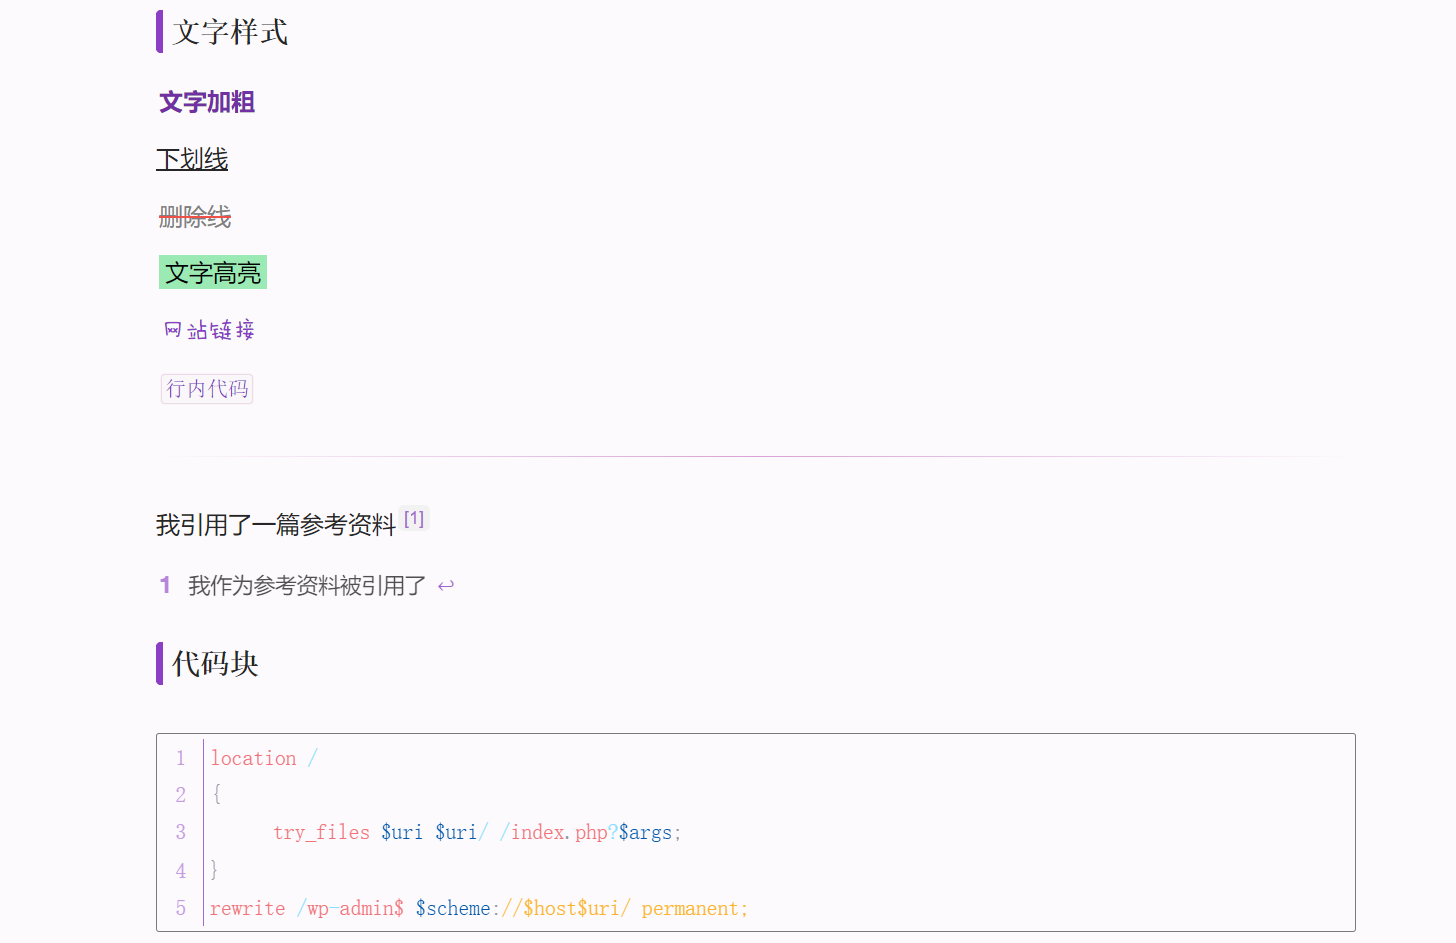 文字样式
文字加粗
下划线
删除线
文字高亮
网站链接
行内代码
我引用了一篇参考资料[1]
1 我作为参考资料被引用了 ↩
代码块
1 location /
2 {
3 try_files $uri $uri/ /index.php?$args;
4 }
5 rewrite /wp-admin$ $scheme://$host$uri/ permanent;